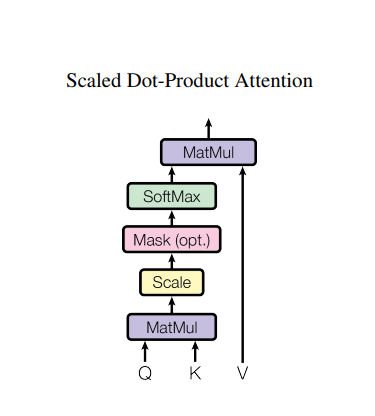 Scaled Dot-Product Attention
MatMul
SoftMax
Mask (opt.)
Scale
MatMul
Q K V